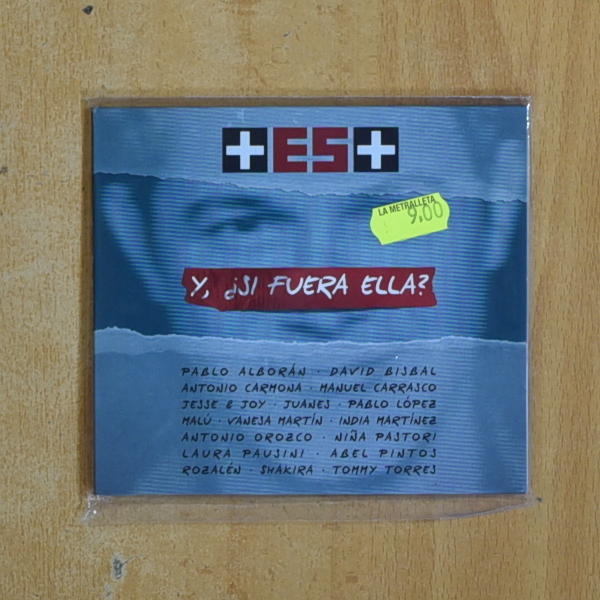 +ES+
LA METRALLETA
9,00
Y, ¿SI FUERA ELLA?
PABLO ALBORÁN · DAVID BISBAL
ANTONIO CARMONA · MANUEL CARRASCO
JESSE & JOY · JUANES · PABLO LÓPEZ
MALÚ · VANESA MARTÍN · INDIA MARTÍNEZ
ANTONIO OROZCO · NIÑA PASTORI
LAURA PAUSINI · ABEL PINTOS
ROZALÉN · SHAKIRA · TOMMY TORRES